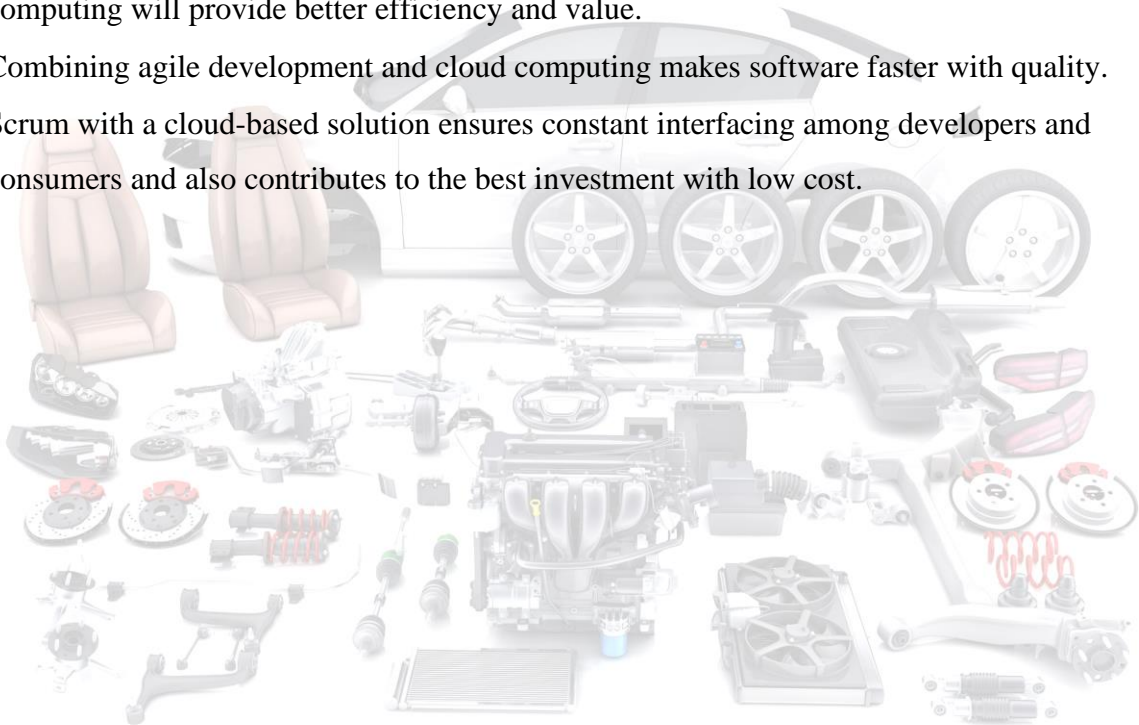 omputing will provide better efficiency and value.
Combining agile development and cloud computing makes software faster with quality.
Scrum with a cloud-based solution ensures constant interfacing among developers and
onsumers and also contributes to the best investment with low cost.